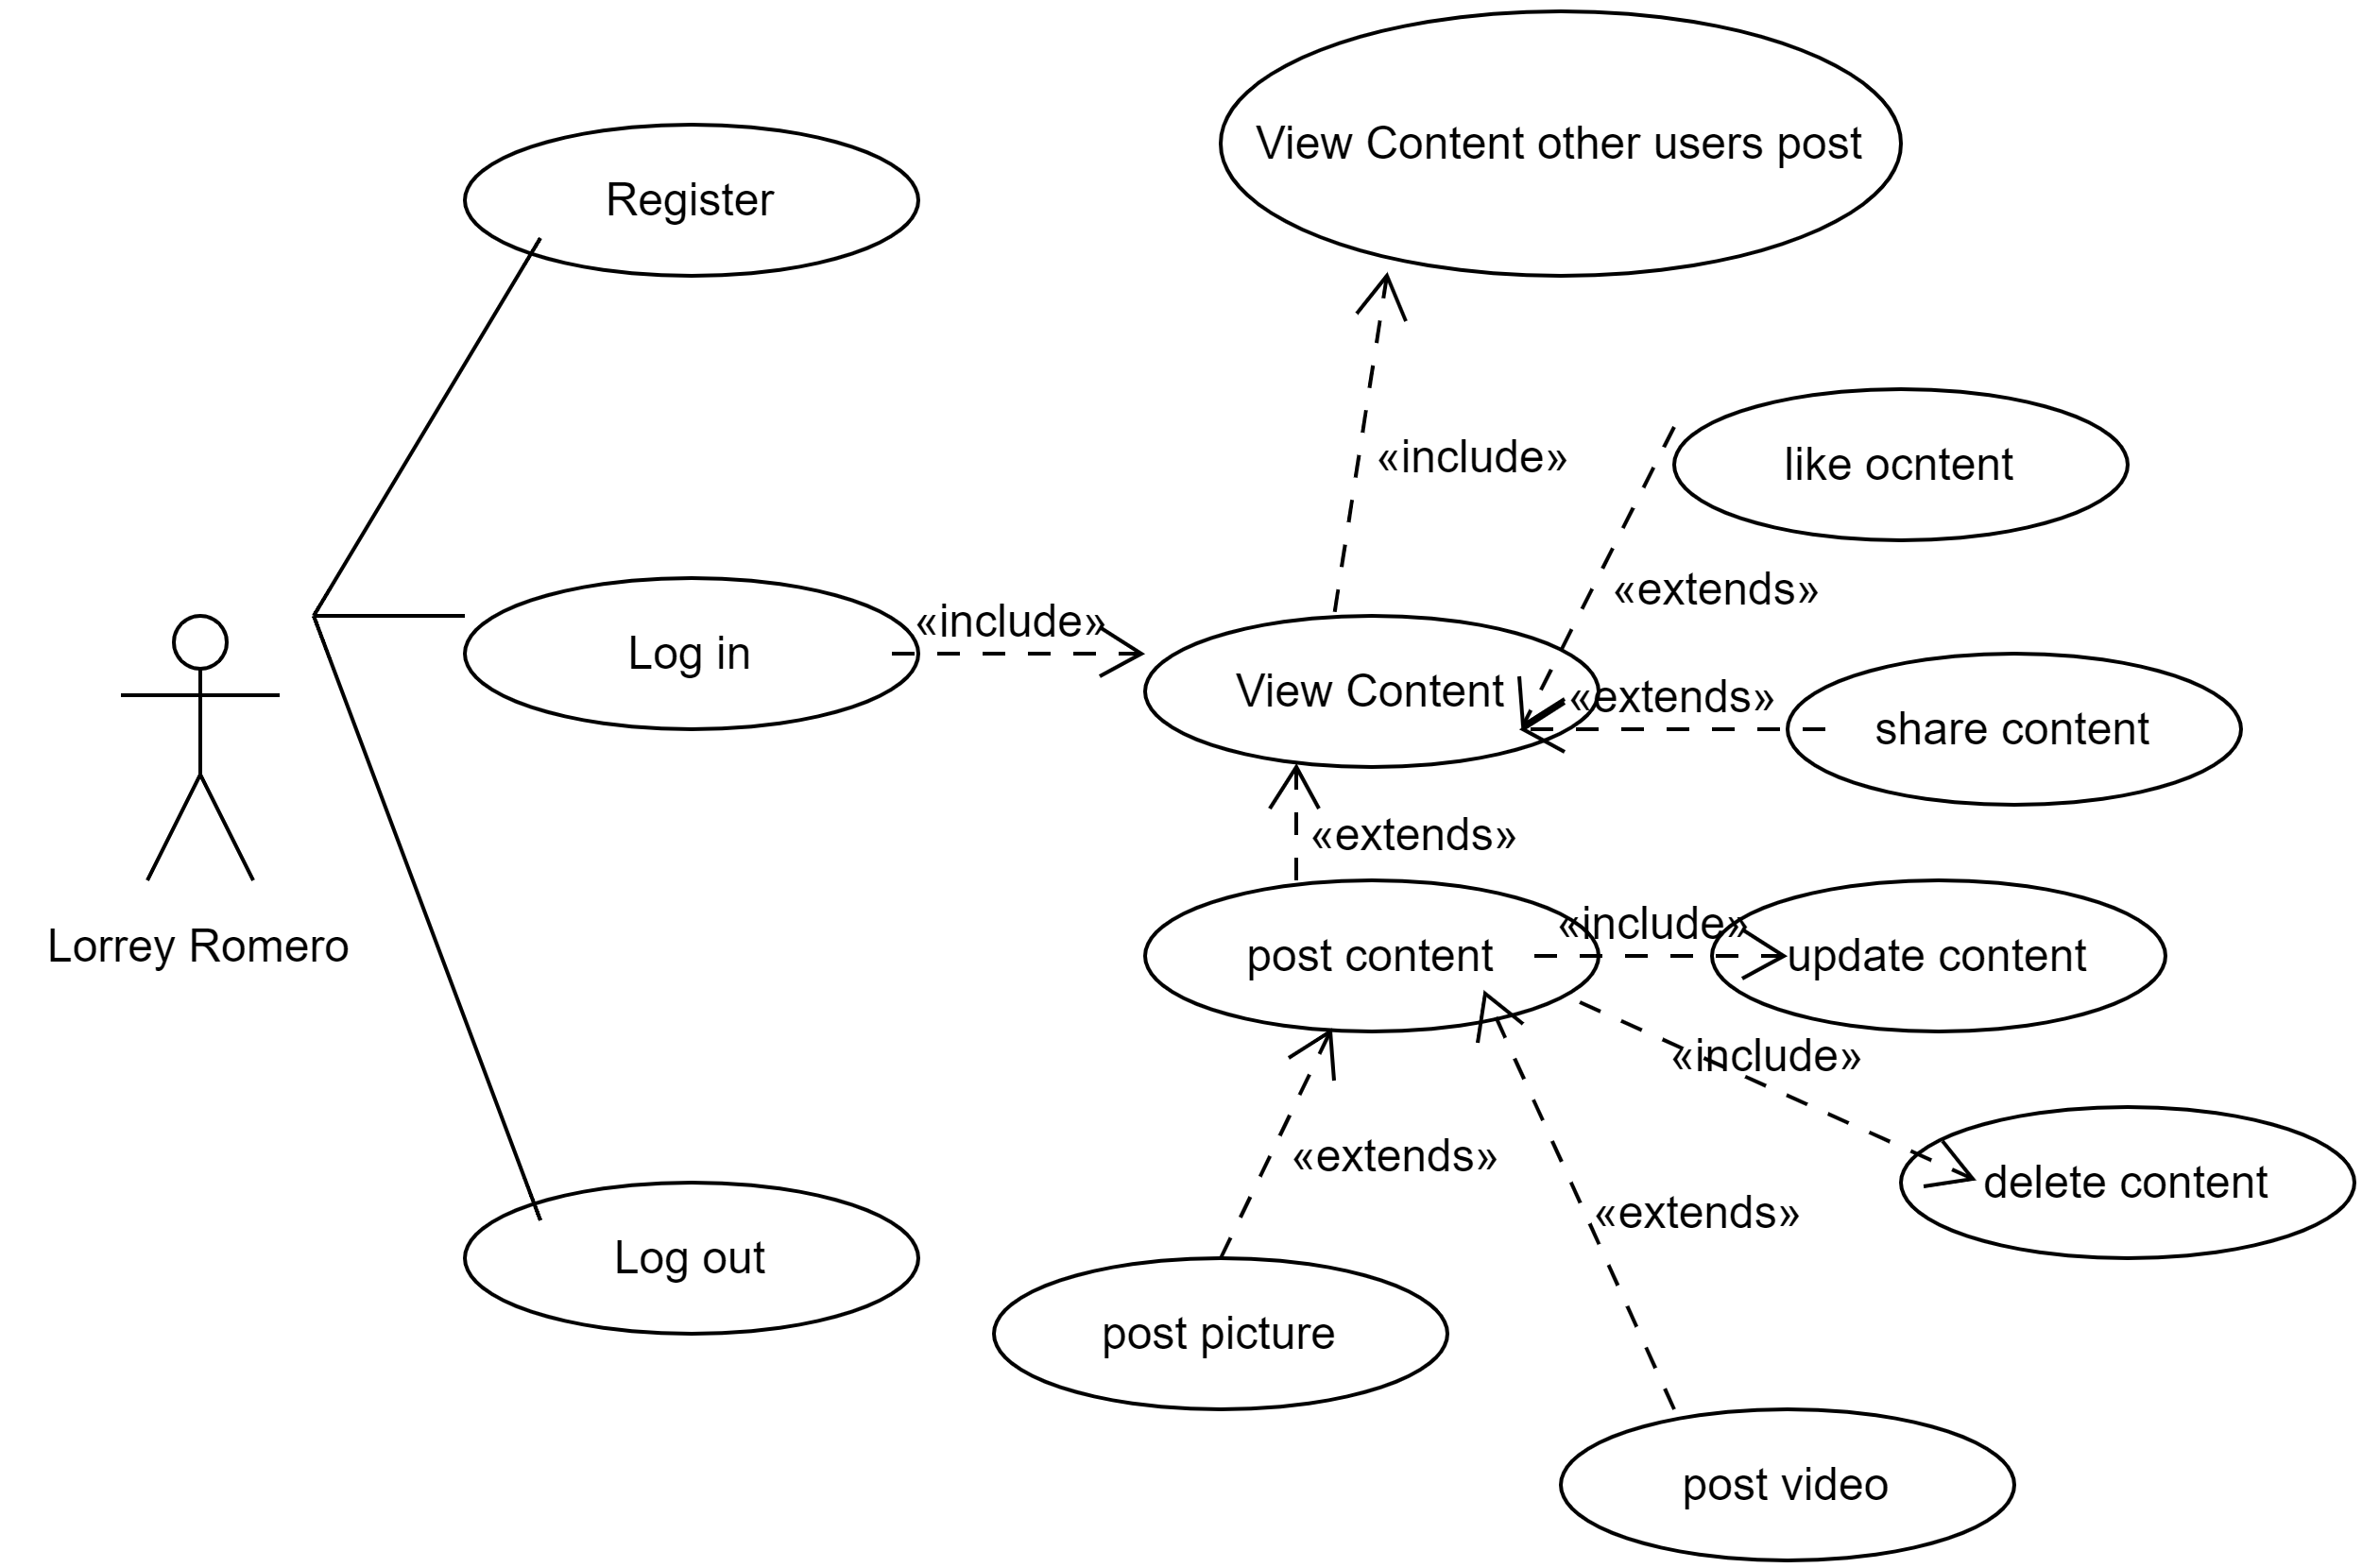 View Content other users post
Register
«include»
like ocntent
«extends»
«include»
Log in
View Content
«extends»
share content
«extends»
Lorrey Romero
post content
«include»
update content
«include»
«extends»
delete content
«extends»
Log out
post picture
post video